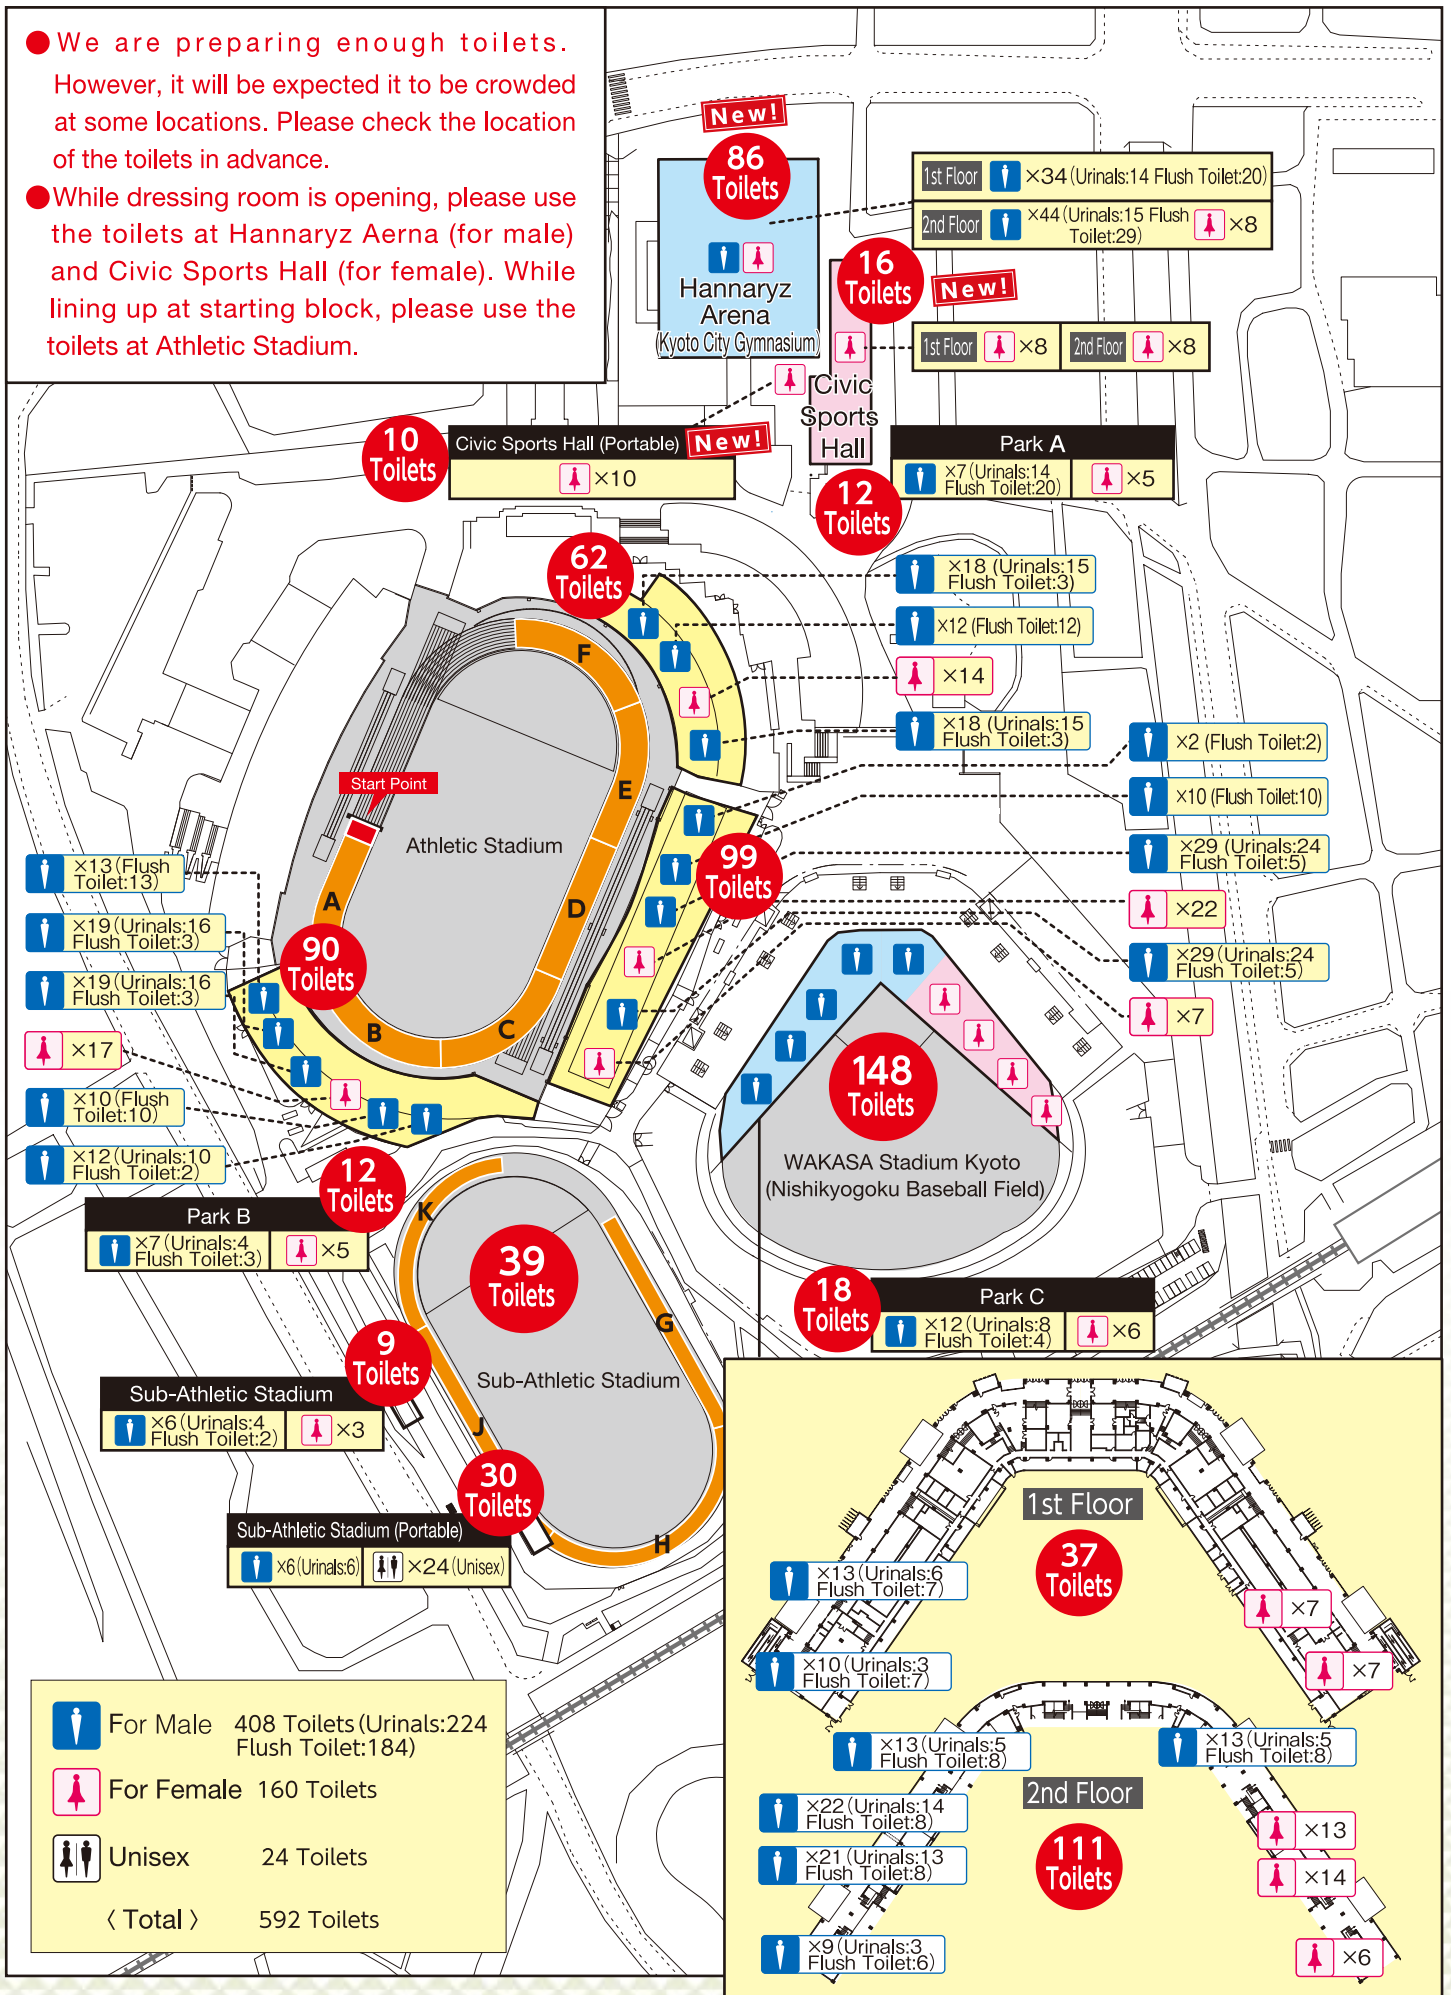 ● We are preparing enough toilets.
However, it will be expected it to be crowded
at some locations. Please check the location
of the toilets in advance.
● While dressing room is opening, please use
the toilets at Hannaryz Aerna (for male)
and Civic Sports Hall (for female). While
lining up at starting block, please use the
toilets at Athletic Stadium.
New!
86
Toilets
1st Floor ×34 (Urinals:14 Flush Toilet:20)
2nd Floor ×44 (Urinals:15 Flush
Toilet:29) ×8
Hannaryz
Arena
(Kyoto City Gymnasium)
16
Toilets
New!
1st Floor ×8 2nd Floor ×8
Civic
Sports
Hall
10
Toilets
Civic Sports Hall (Portable) New!
×10
Park A
×7 (Urinals:14
Flush Toilet:20) ×5
12
Toilets
62
Toilets
×18 (Urinals:15
Flush Toilet:3)
×12 (Flush Toilet:12)
×14
×18 (Urinals:15
Flush Toilet:3)
×2 (Flush Toilet:2)
×10 (Flush Toilet:10)
×29 (Urinals:24
Flush Toilet:5)
×22
×29 (Urinals:24
Flush Toilet:5)
×7
99
Toilets
F
E
D
C
B
A
Start Point
Athletic Stadium
90
Toilets
×13 (Flush
Toilet:13)
×19 (Urinals:16
Flush Toilet:3)
×19 (Urinals:16
Flush Toilet:3)
×17
×10 (Flush
Toilet:10)
×12 (Urinals:10
Flush Toilet:2)
148
Toilets
WAKASA Stadium Kyoto
(Nishikyogoku Baseball Field)
12
Toilets
Park B
×7 (Urinals:4
Flush Toilet:3) ×5
K
39
Toilets
G
Sub-Athletic Stadium
J
H
18
Toilets
Park C
×12 (Urinals:8
Flush Toilet:4) ×6
9
Toilets
Sub-Athletic Stadium
×6 (Urinals:4
Flush Toilet:2) ×3
30
Toilets
Sub-Athletic Stadium (Portable)
×6 (Urinals:6) ×24 (Unisex)
1st Floor
37
Toilets
×13 (Urinals:6
Flush Toilet:7)
×10 (Urinals:3
Flush Toilet:7)
×7
×7
×13 (Urinals:5
Flush Toilet:8)
×13 (Urinals:5
Flush Toilet:8)
2nd Floor
111
Toilets
×22 (Urinals:14
Flush Toilet:8)
×21 (Urinals:13
Flush Toilet:8)
×9 (Urinals:3
Flush Toilet:6)
×13
×14
×6
For Male 408 Toilets (Urinals:224
Flush Toilet:184)
For Female 160 Toilets
Unisex 24 Toilets
〈 Total 〉 592 Toilets